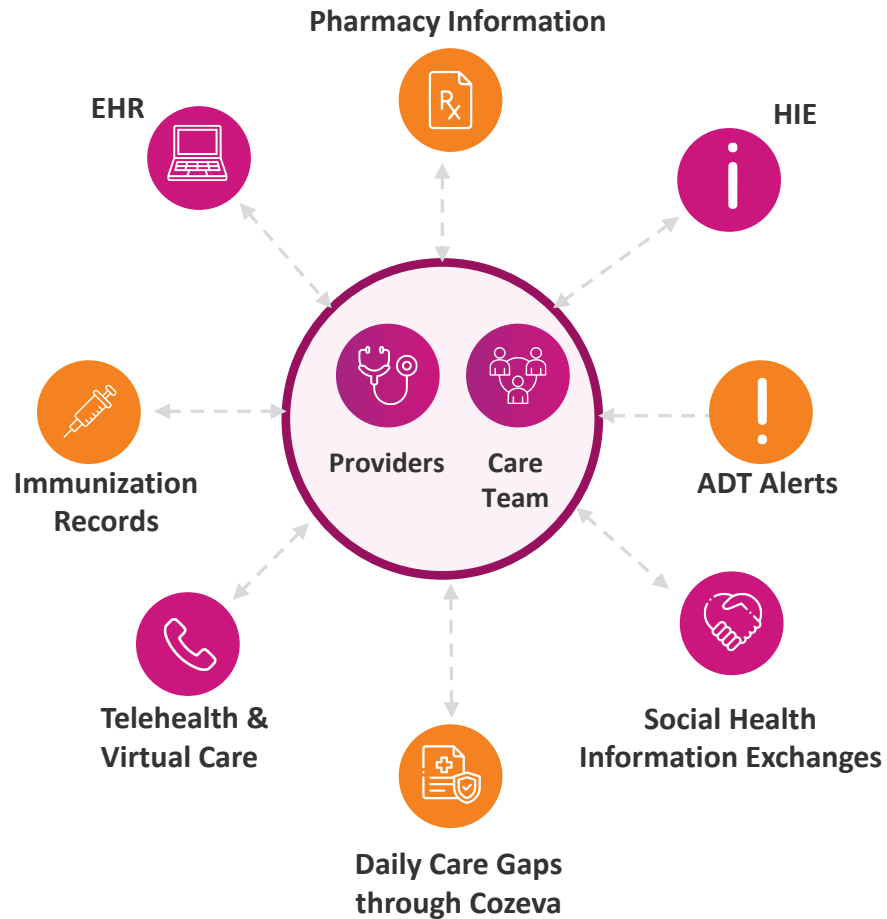 Pharmacy Information
EHR
HIE
Rx
Providers
Care
Team
Immunization
Records
ADT Alerts
Telehealth &
Virtual Care
Social Health
Information Exchanges
Daily Care Gaps
through Cozeva